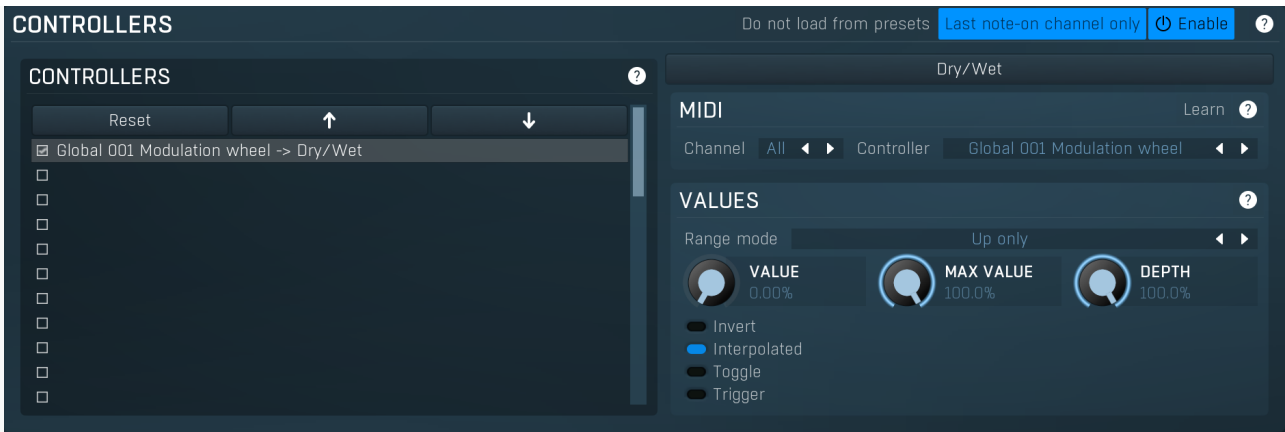 CONTROLLERS
Do not load from presets Last note-on channel only Enable ?
CONTROLLERS ?
Reset
Global 001 Modulation wheel -> Dry/Wet
Dry/Wet
MIDI Learn ?
Channel All Controller Global 001 Modulation wheel
VALUES ?
Range mode Up only
VALUE MAX VALUE DEPTH
0.00% 100.0% 100.0%
Invert
Interpolated
Toggle
Trigger